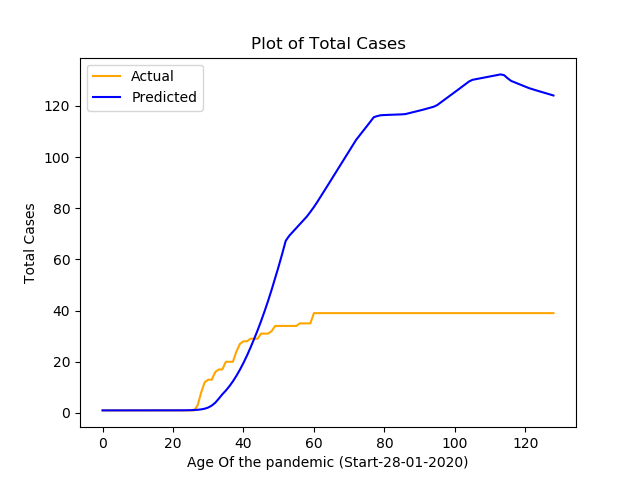 Plot of Total Cases
Actual
Predicted
120
100
80
60
40
20
0
Total Cases
0 20 40 60 80 100 120
Age Of the pandemic (Start-28-01-2020)